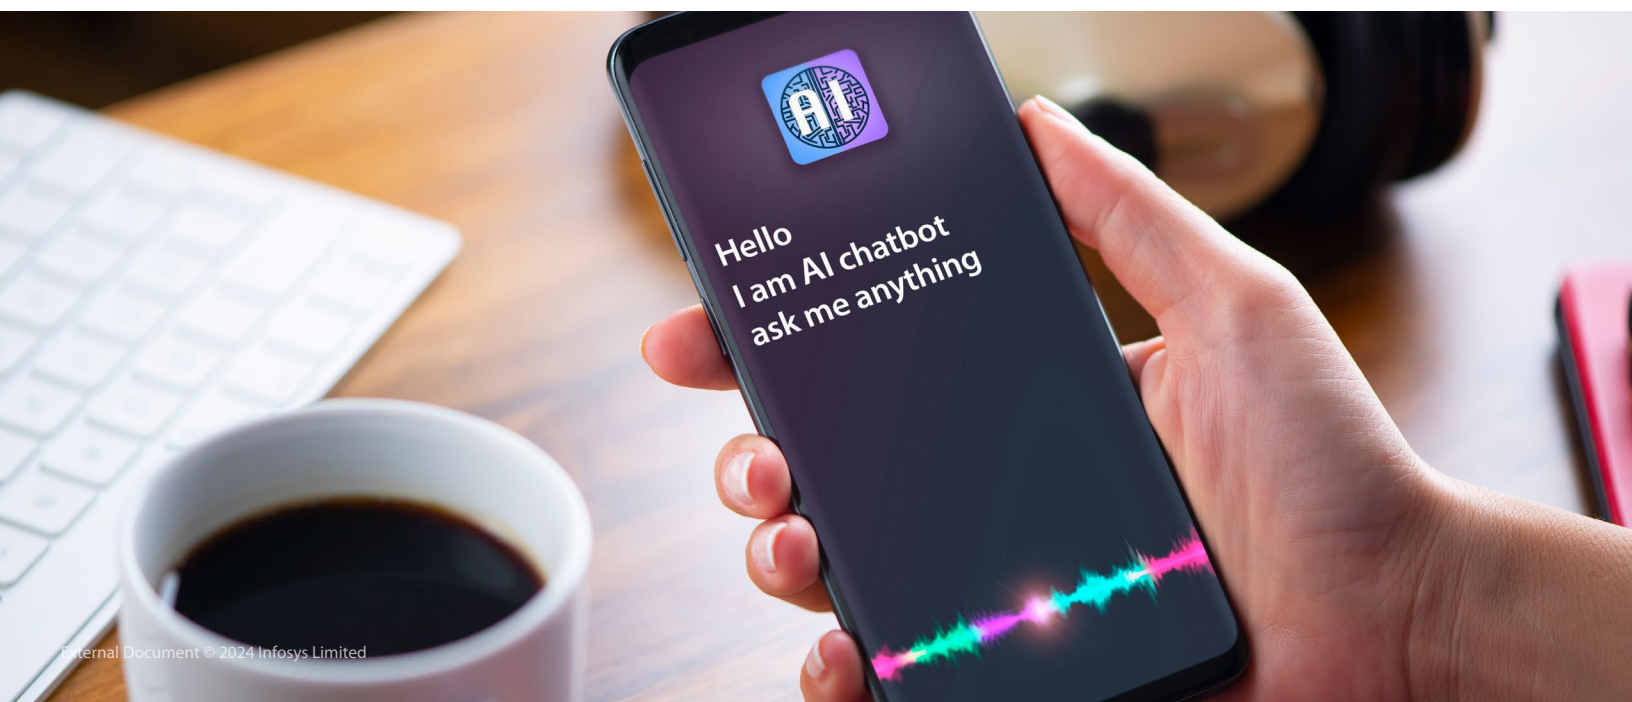 AI
Hello
I am AI chatbot
ask me anything
External Document © 2024 Infosys Limited